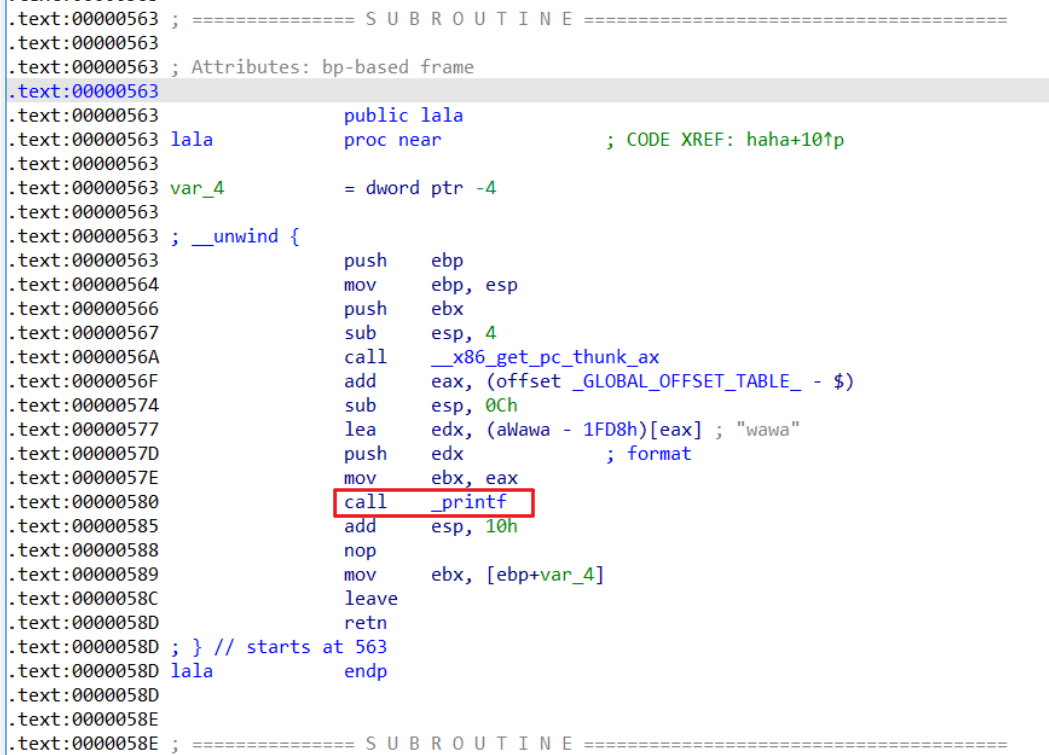 .text:00000563 ; =============== S U B R O U T I N E =======================================
.text:00000563
.text:00000563 ; Attributes: bp-based frame
.text:00000563
.text:00000563                 public lala
.text:00000563 lala            proc near               ; CODE XREF: haha+10↑p
.text:00000563
.text:00000563 var_4           = dword ptr -4
.text:00000563
.text:00000563 ; __unwind {
.text:00000563                 push    ebp
.text:00000564                 mov     ebp, esp
.text:00000566                 push    ebx
.text:00000567                 sub     esp, 4
.text:0000056A                 call    __x86_get_pc_thunk_ax
.text:0000056F                 add     eax, (offset _GLOBAL_OFFSET_TABLE_ - $)
.text:00000574                 sub     esp, 0Ch
.text:00000577                 lea     edx, (aWawa - 1FD8h)[eax] ; "wawa"
.text:0000057D                 push    edx             ; format
.text:0000057E                 mov     ebx, eax
.text:00000580                 call    _printf
.text:00000585                 add     esp, 10h
.text:00000588                 nop
.text:00000589                 mov     ebx, [ebp+var_4]
.text:0000058C                 leave
.text:0000058D                 retn
.text:0000058D ; } // starts at 563
.text:0000058D lala            endp
.text:0000058D
.text:0000058E
.text:0000058E ; =============== S U B R O U T I N E =======================================